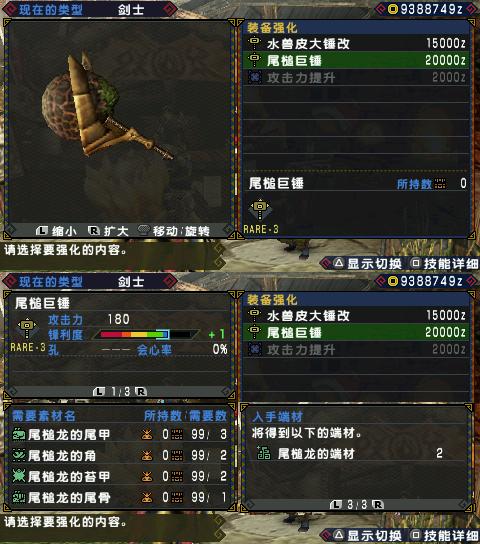 现在的类型 剑士
9388749z
装备强化
水兽皮大锤改 15000z
尾槌巨锤 20000z
攻击力提升 2000z
尾槌巨锤 所持数 0
RARE-3
L 缩小 R 扩大 移动/旋转
请选择要强化的内容。
△显示切换 □技能详细
现在的类型 剑士
9388749z
尾槌巨锤
攻击力 180
锋利度 +1
孔 --- 会心率 0%
RARE-3
L 1/3 R
装备强化
水兽皮大锤改 15000z
尾槌巨锤 20000z
攻击力提升 2000z
需要素材名 所持数/需要数
尾槌龙的尾甲 0 99/ 3
尾槌龙的角 0 99/ 2
尾槌龙的苔甲 0 99/ 2
尾槌龙的尾骨 0 99/ 1
入手端材
将得到以下的端材。
尾槌龙的端材 2
L 3/3 R
请选择要强化的内容。
△显示切换 □技能详细